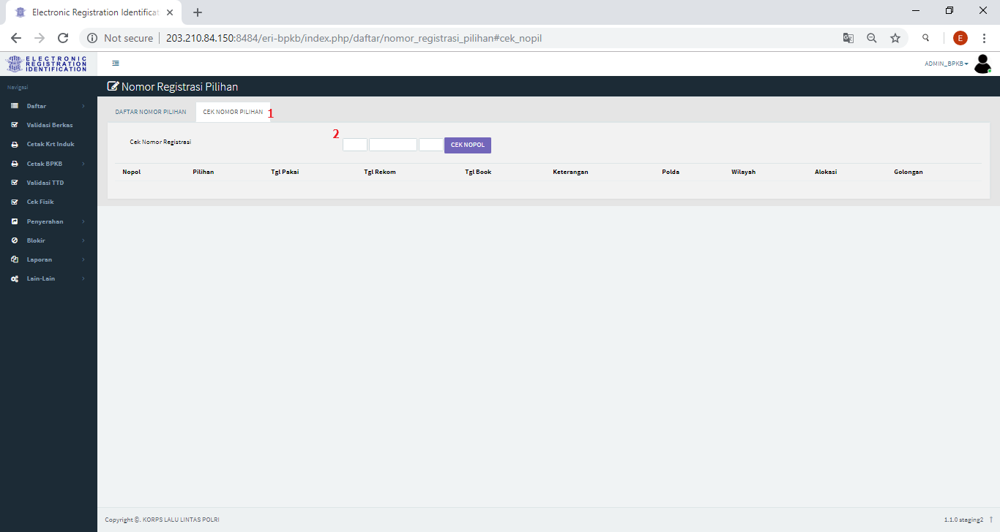 Electronic Registration Identificat
Not secure
203.210.84.150:8484/eri-bpkb/index.php/daftar/nomor_registrasi_pilihan#cek_nopil
E
ELECTRONIC
REGISTRATION
IDENTIFICATION
ADMIN_BPKB
Navigasi
Nomor Registrasi Pilihan
Daftar
Validasi Berkas
Cetak Krt Induk
Cetak BPKB
Validasi TTD
Cek Fisik
Penyerahan
Blokir
Laporan
Lain-Lain
DAFTAR NOMOR PILIHAN
CEK NOMOR PILIHAN
1
2
Cek Nomor Registrasi
CEK NOPOL
Nopol Pilihan Tgl Pakai Tgl Rekom Tgl Book Keterangan Polda Wilayah Alokasi Golongan
Copyright ©. KORPS LALU LINTAS POLRI
1.1.0 staging2